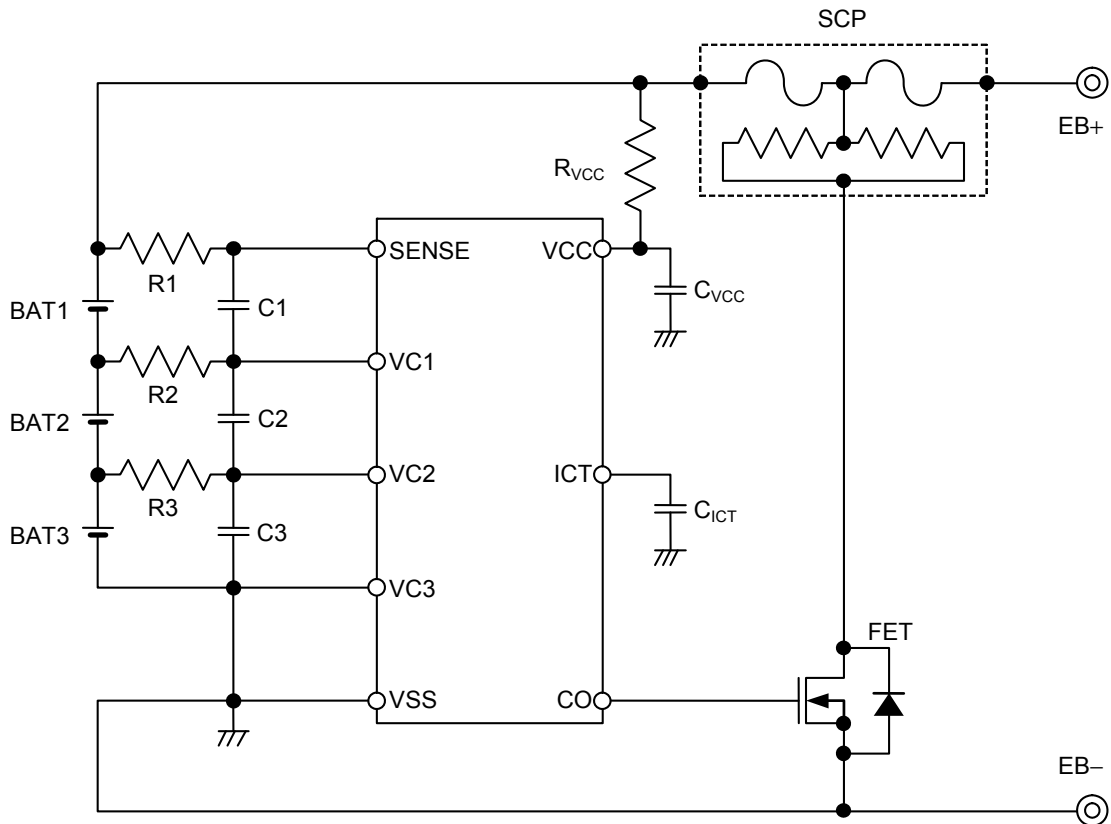 SCP
EB+
RVCC
SENSE
VCC
R1
BAT1
C1
CVCC
VC1
R2
BAT2
C2
VC2
ICT
R3
BAT3
C3
CICT
VC3
FET
VSS
CO
EB−